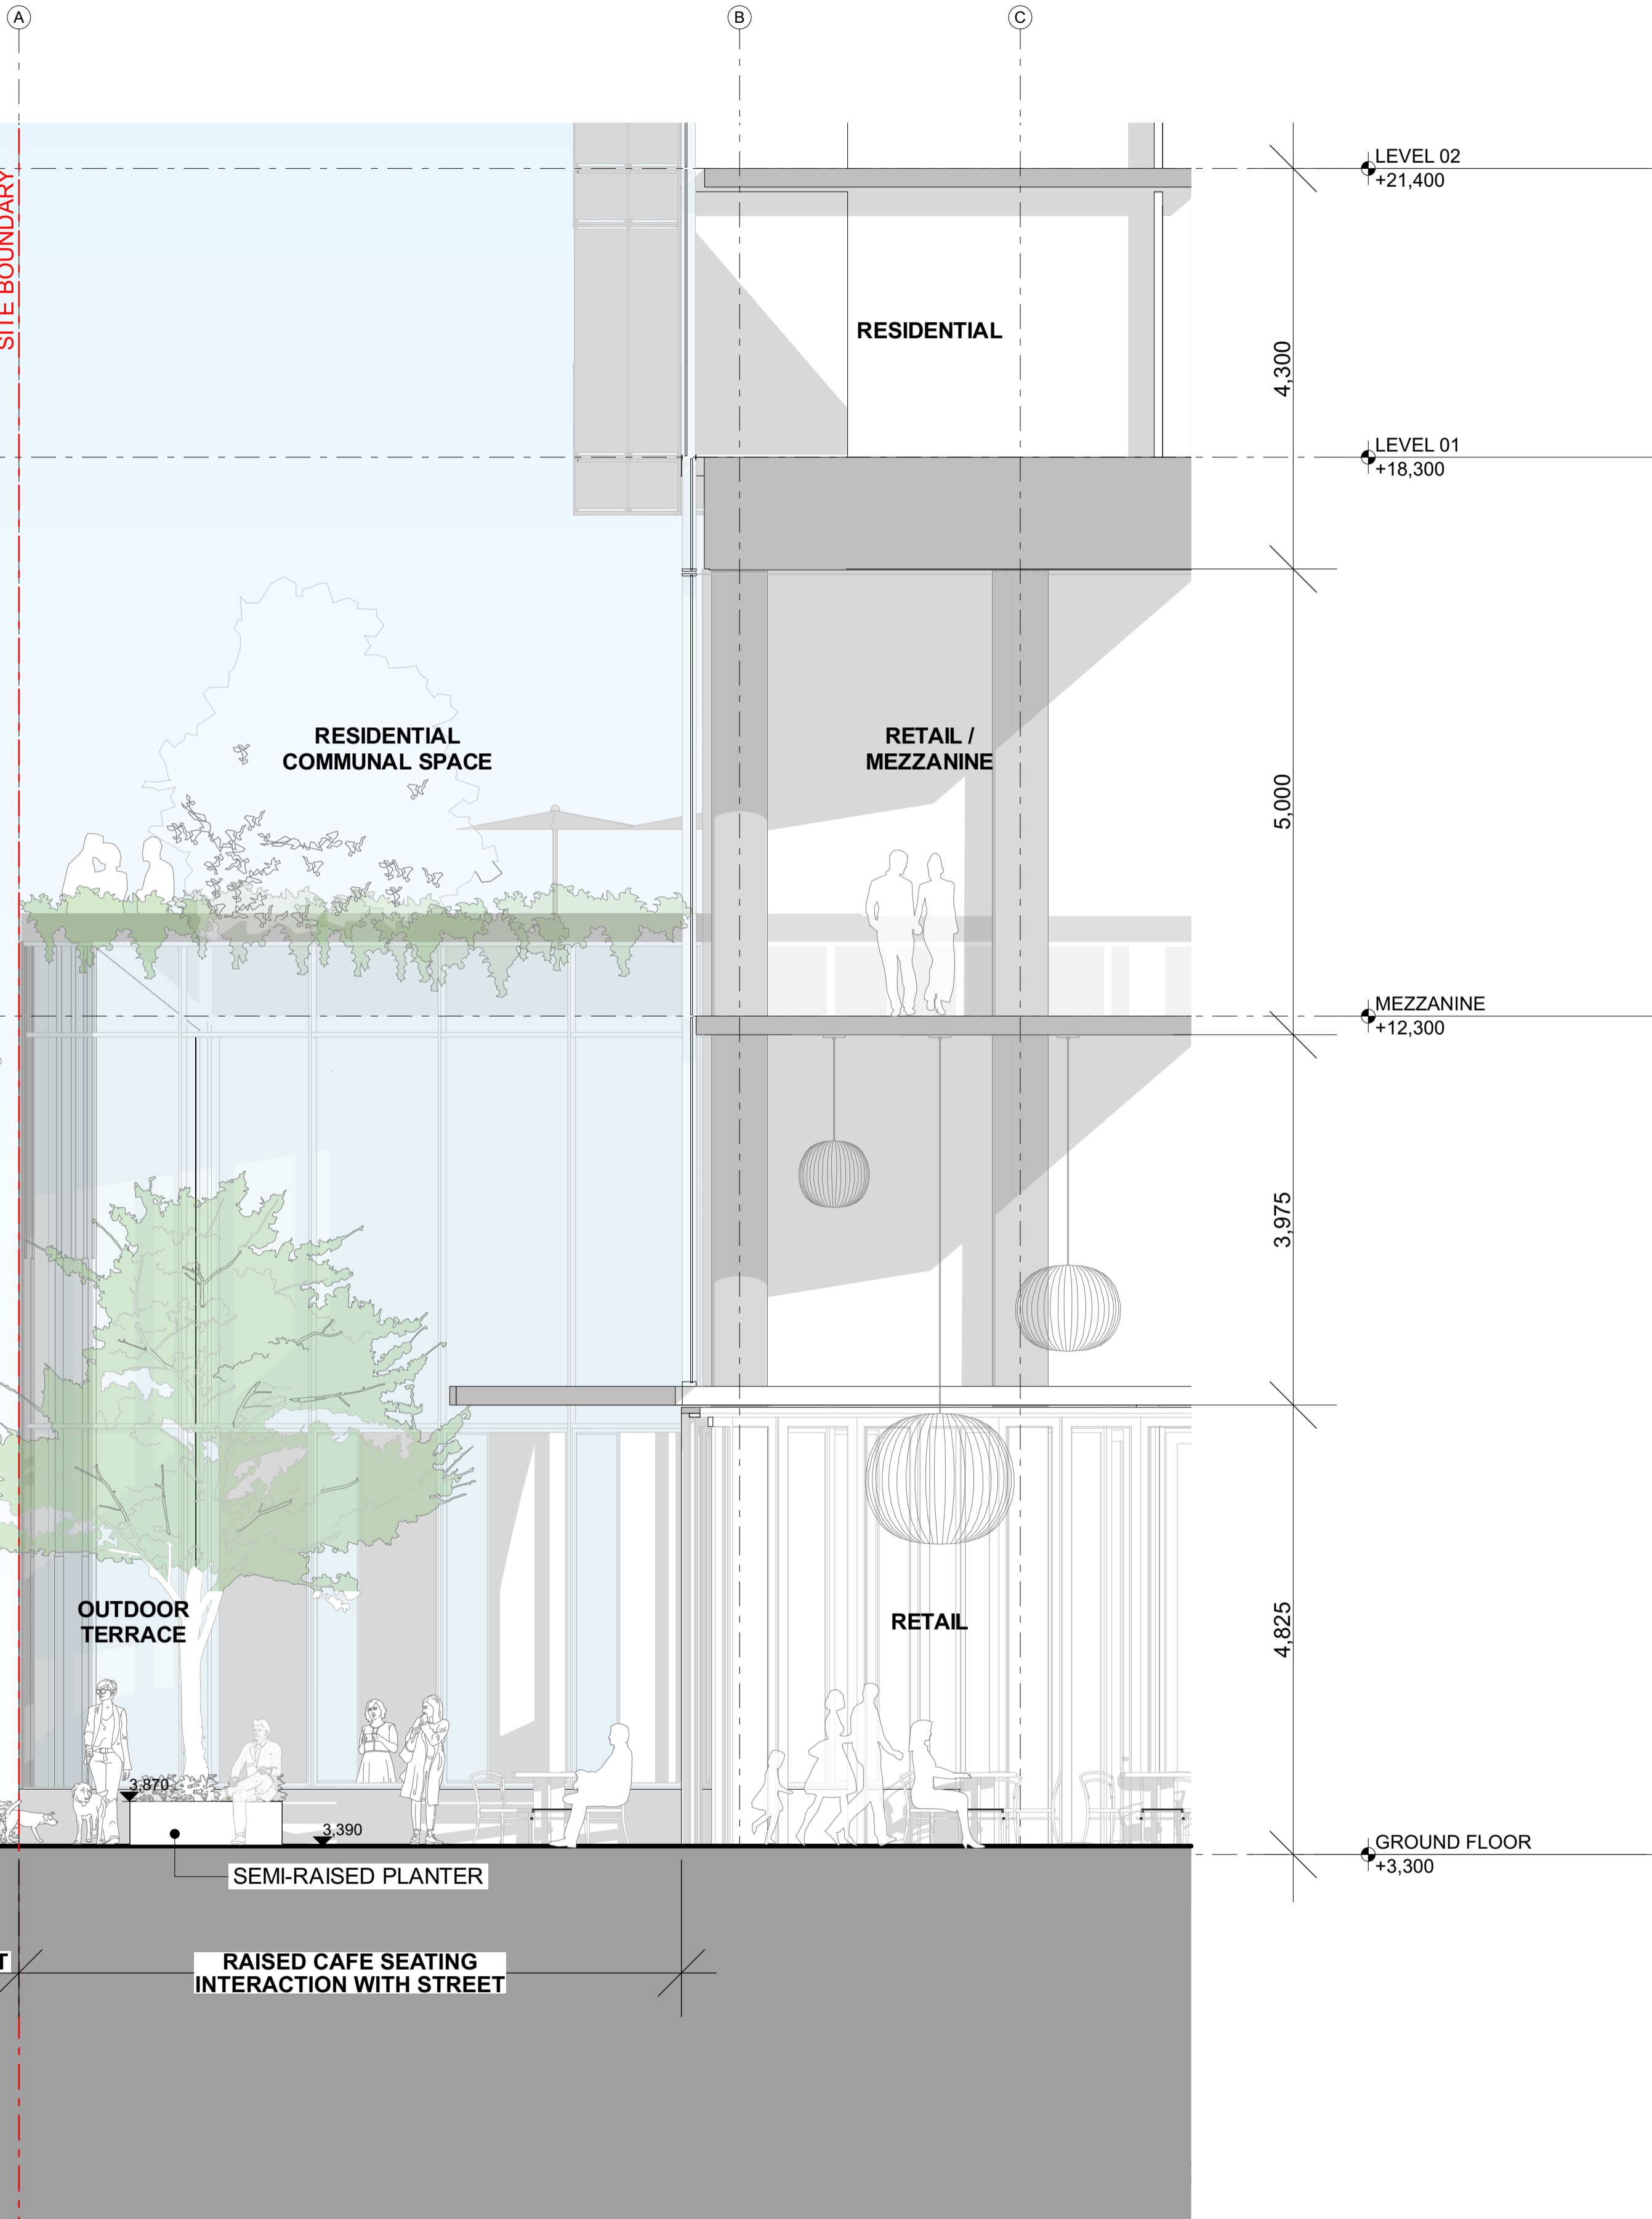 A
B
C
SITE BOUNDARY
LEVEL 02
+21,400
RESIDENTIAL
4,300
LEVEL 01
+18,300
RESIDENTIAL
COMMUNAL SPACE
RETAIL /
MEZZANINE
5,000
MEZZANINE
+12,300
3,975
OUTDOOR
TERRACE
RETAIL
4,825
3,870
3,390
GROUND FLOOR
+3,300
SEMI-RAISED PLANTER
T
RAISED CAFE SEATING
INTERACTION WITH STREET